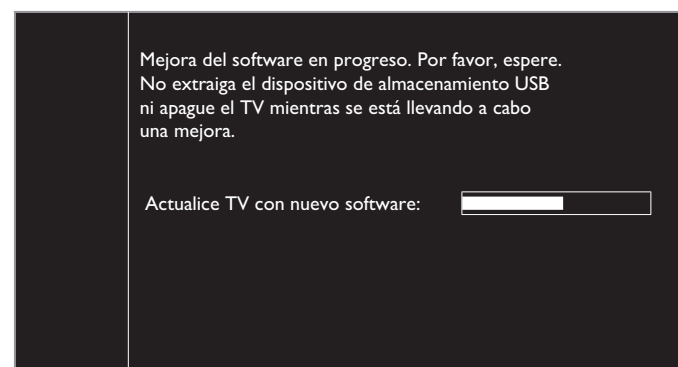 Mejora del software en progreso. Por favor, espere.
No extraiga el dispositivo de almacenamiento USB
ni apague el TV mientras se está llevando a cabo
una mejora.
Actualice TV con nuevo software: